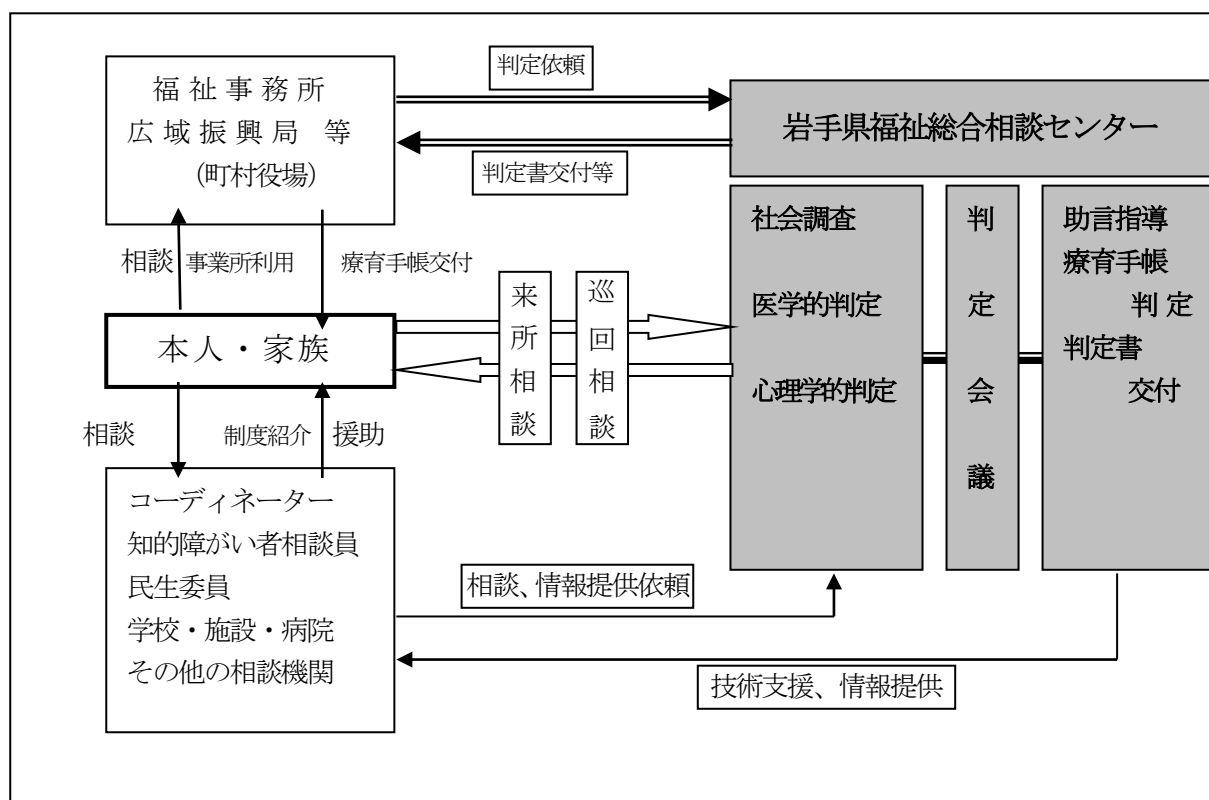 判定依頼
福 祉 事 務 所
広 域 振 興 局 等
(町村役場)
岩手県福祉総合相談センター
判定書交付等
社会調査
医学的判定
心理学的判定
判定会議
助言指導
療育手帳
判 定
判定書
交付
相談
事業所利用
療育手帳交付
来所相談
巡回相談
本人・家族
相談
制度紹介
援助
コーディネーター
知的障がい者相談員
民生委員
学校・施設・病院
その他の相談機関
相談、情報提供依頼
技術支援、情報提供